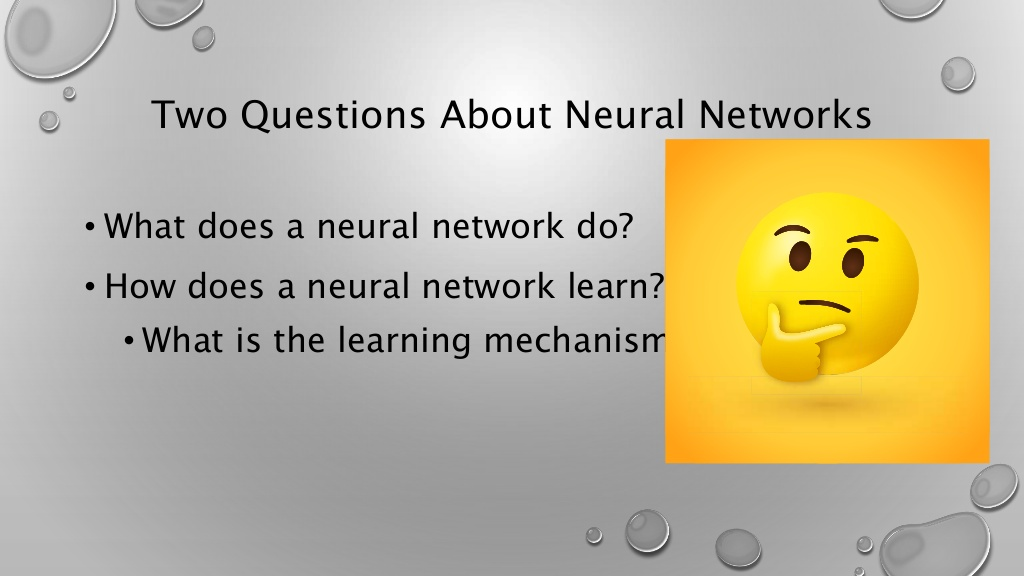 Two Questions About Neural Networks
• What does a neural network do?
• How does a neural network learn?
• What is the learning mechanism